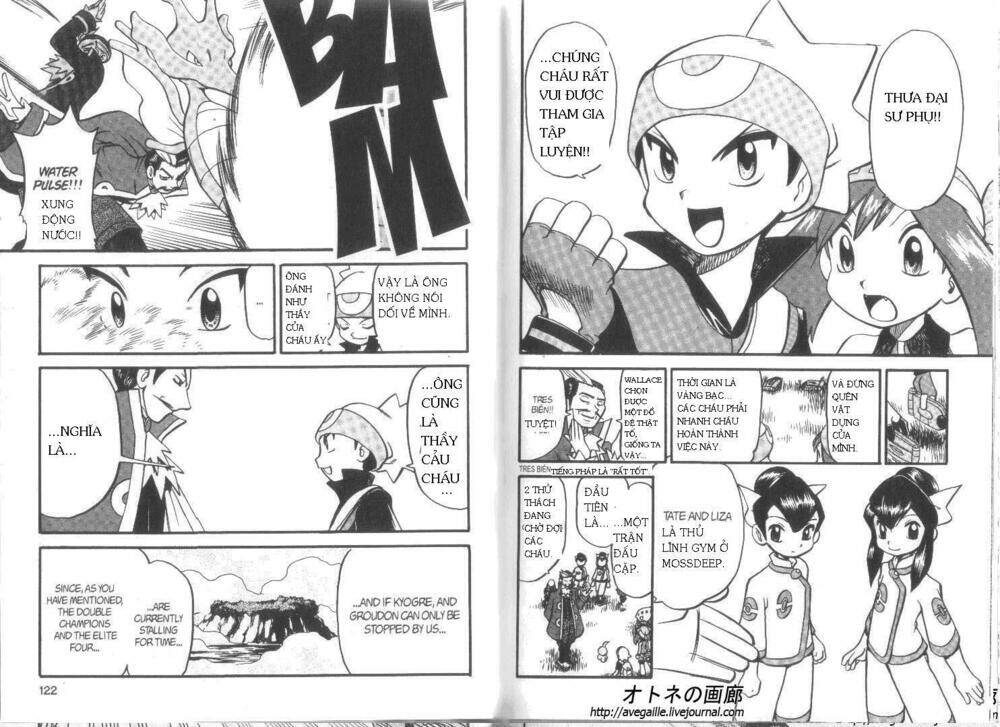 BAM
WATER
PULSE!!!
XUNG
ĐỘNG
NƯỚC!!
...
ÔNG
ĐÁNH
NHƯ
THẦY
CỦA
CHÁU ẤY
VẬY LÀ ÔNG
KHÔNG NÓI
DỐI VỀ MÌNH.
...NGHĨA
LÀ...
...ÔNG
CŨNG
LÀ
THẦY
CẢU
CHÁU
...
SINCE, AS YOU
HAVE MENTIONED,
THE DOUBLE
CHAMPIONS
AND THE ELITE
FOUR...
...ARE
CURRENTLY
STALLING
FOR TIME...
...AND IF KYOGRE, AND
GROUDON CAN ONLY BE
STOPPED BY US...
122
...CHÚNG
CHÁU RẤT
VUI ĐƯỢC
THAM GIA
TẬP
LUYỆN!!
THƯA ĐẠI
SƯ PHỤ!!
TRES
BIEN!!
TUYỆT!
WALLACE
CHỌN
ĐƯỢC
MỘT ĐỒ
ĐỆ THẬT
TỐ,
GIỐNG TA
VẬY...
THỜI GIAN LÀ
VÀNG BẠC...
CÁC CHÁU PHẢI
NHANH CHÁU
HOÀN THÀNH
VIỆC NÀY.
VÀ ĐỪNG
QUÊN
VẬT
DỤNG
CỦA
MÌNH.
TRES BIEN: TIẾNG PHÁP LÀ "RẤT TỐT".
2 THỬ
THÁCH
ĐANG
CHỜ ĐỢI
CÁC
CHÁU.
ĐẦU
TIÊN
LÀ...
...MỘT
TRẬN
ĐẤU
CẶP.
TATE AND LIZA
LÀ THỦ
LĨNH GYM Ở
MOSSDEEP.
オトネの画廊
http://avegaille.livejournal.com